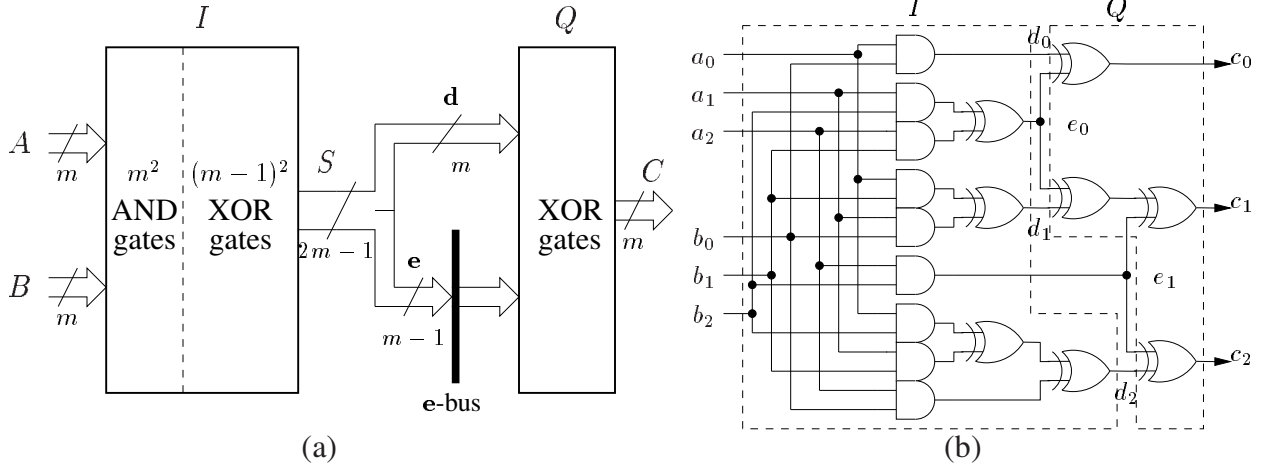 I
Q
A
m
B
m
m²
AND
gates
(m − 1)²
XOR
gates
S
2m − 1
d
m
e
m − 1
e-bus
XOR
gates
C
m
(a)
I
Q
a₀
a₁
a₂
b₀
b₁
b₂
d₀
e₀
d₁
e₁
d₂
c₀
c₁
c₂
(b)